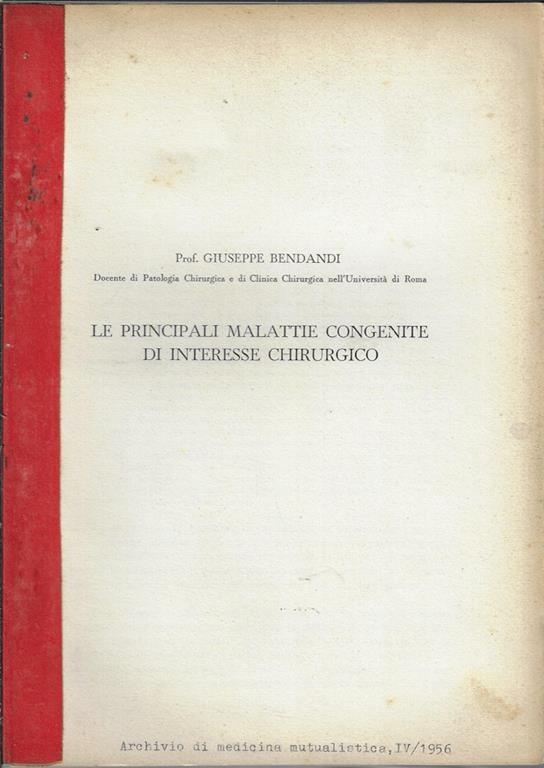 Prof. GIUSEPPE BENDANDI
Docente di Patologia Chirurgica e di Clinica Chirurgica nell'Università di Roma
LE PRINCIPALI MALATTIE CONGENITE
DI INTERESSE CHIRURGICO
Archivio di medicina mutualistica,IV/1956